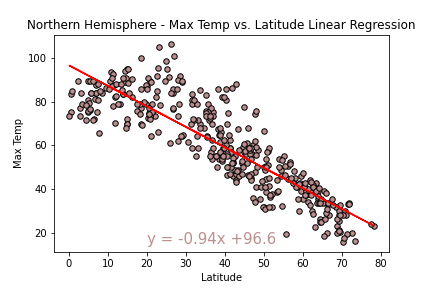 Northern Hemisphere - Max Temp vs. Latitude Linear Regression
Max Temp
100
80
60
40
20
y = -0.94x +96.6
0 10 20 30 40 50 60 70 80
Latitude